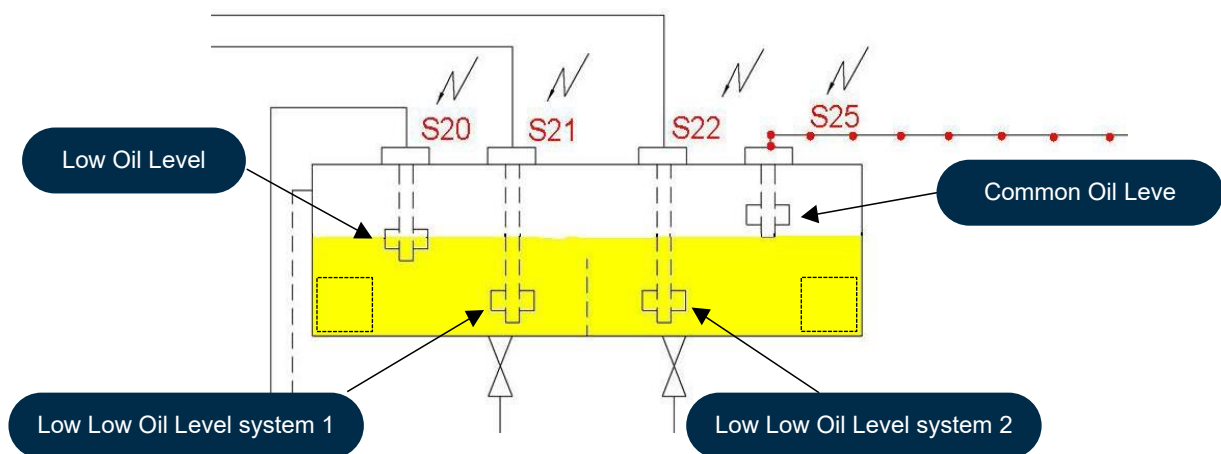 S20
S21
S22
S25
Low Oil Level
Common Oil Leve
Low Low Oil Level system 1
Low Low Oil Level system 2